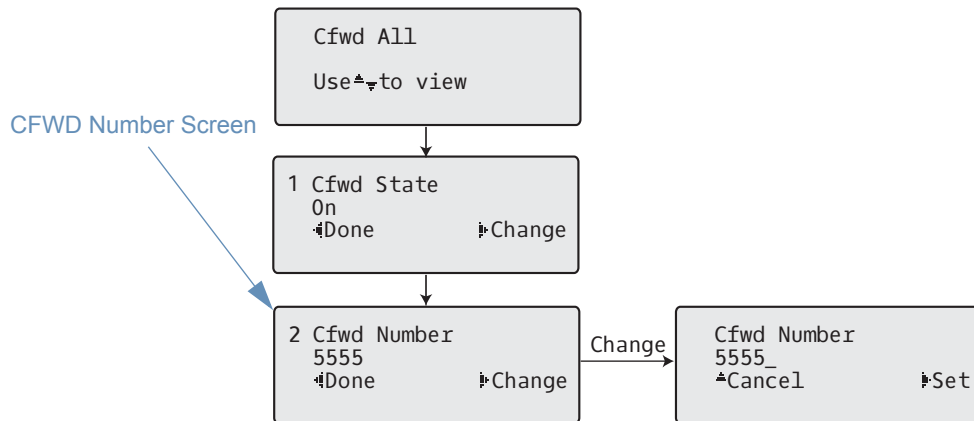 Cfwd All
Use to view
CFWD Number Screen
1 Cfwd State
On
Done Change
2 Cfwd Number
5555
Done Change
Change
Cfwd Number
5555_
Cancel Set